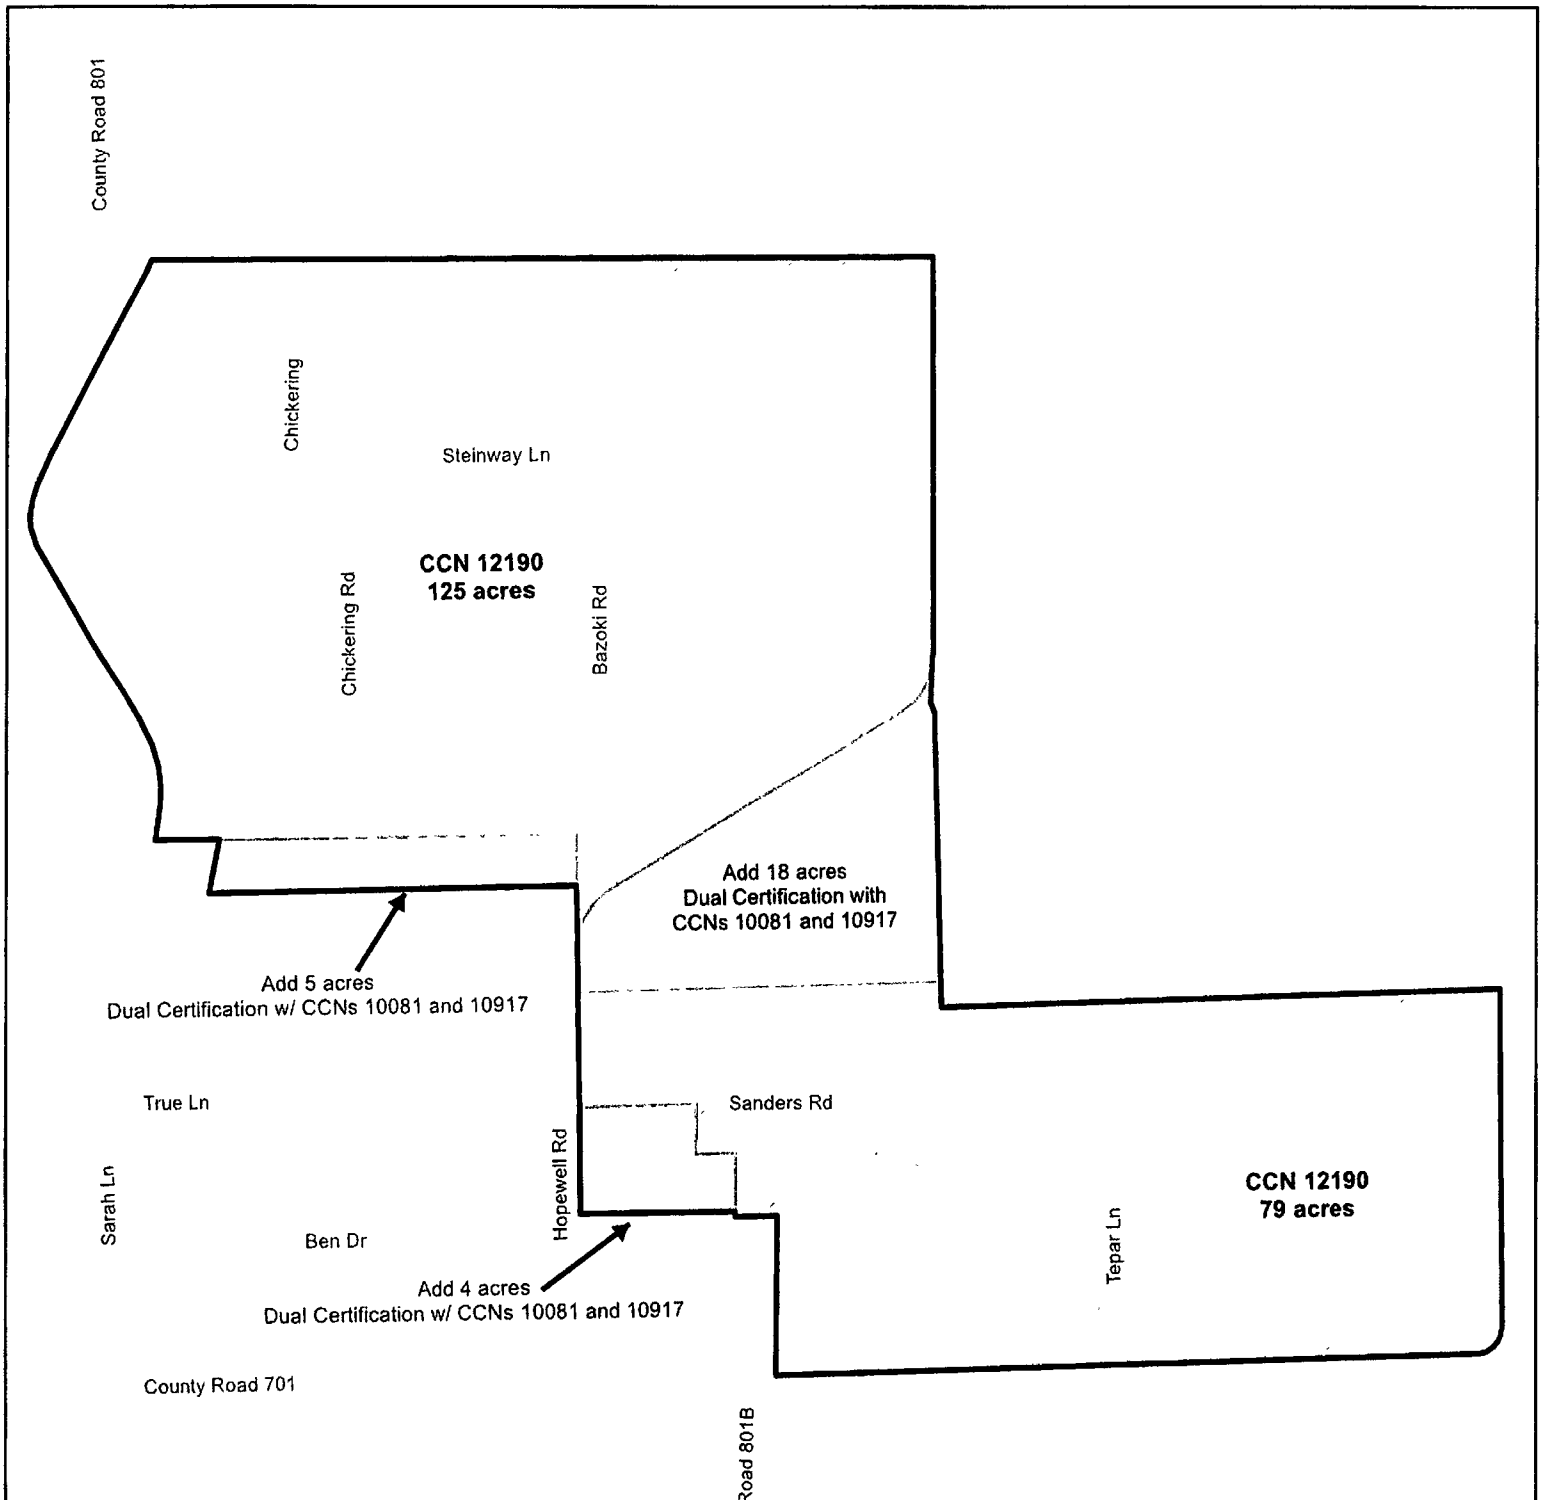 County Road 801
Chickering
Steinway Ln
CCN 12190
125 acres
Chickering Rd
Bazoki Rd
Add 18 acres
Dual Certification with
CCNs 10081 and 10917
Add 5 acres
Dual Certification w/ CCNs 10081 and 10917
True Ln
Sanders Rd
Sarah Ln
Hopewell Rd
CCN 12190
79 acres
Ben Dr
Tepar Ln
Add 4 acres
Dual Certification w/ CCNs 10081 and 10917
County Road 701
Road 801B